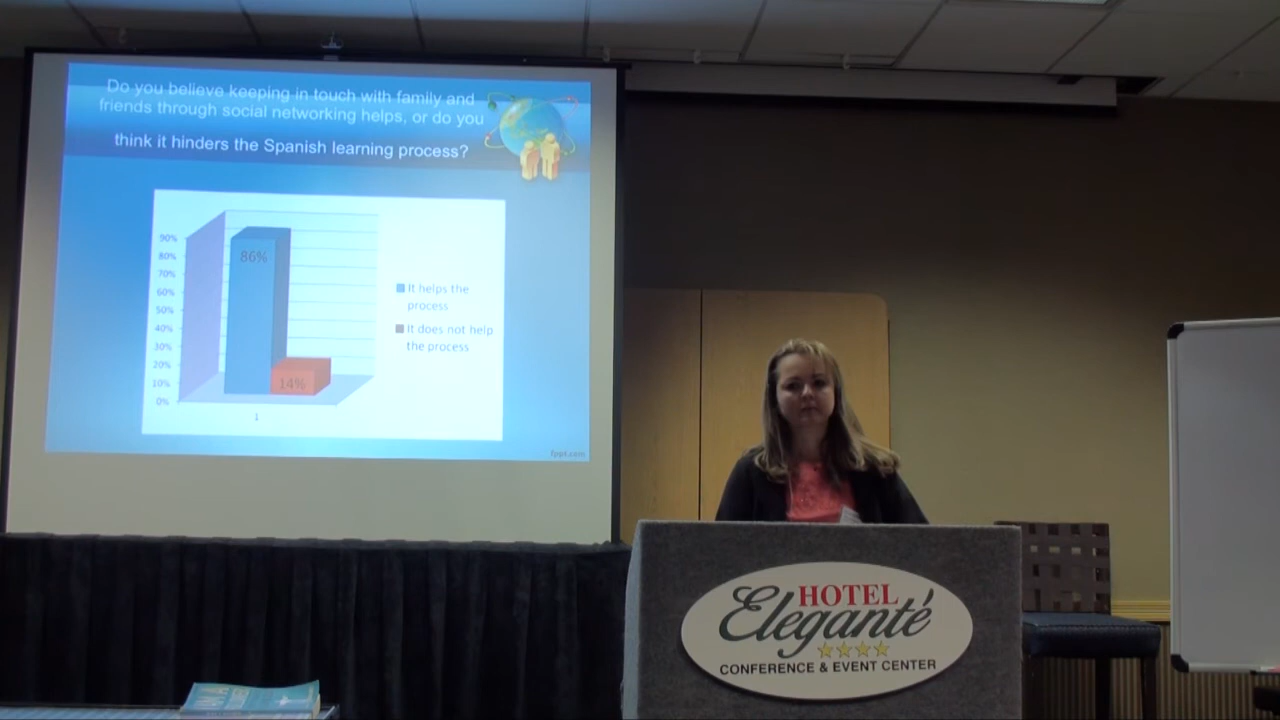 Do you believe keeping in touch with family and
friends through social networking helps, or do you
think it hinders the Spanish learning process?
90%
80%
70%
60%
50%
40%
30%
20%
10%
0%
86%
14%
1
It helps the
process
It does not help
the process
fppt.com
HOTEL
Eleganté
CONFERENCE & EVENT CENTER